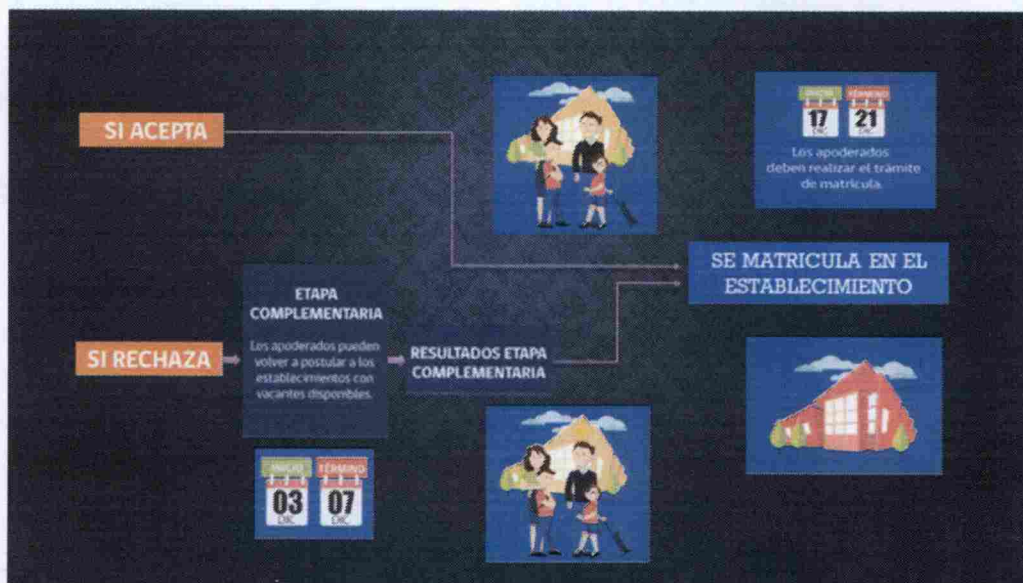 SI ACEPTA
INICIO
TÉRMINO
17
21
DIC
DIC
Los apoderados
deben realizar el trámite
de matrícula.
SE MATRICULA EN EL
ESTABLECIMIENTO
ETAPA
COMPLEMENTARIA
Los apoderados pueden
volver a postular a los
establecimientos con
vacantes disponibles.
SI RECHAZA
RESULTADOS ETAPA
COMPLEMENTARIA
INICIO
TÉRMINO
03
07
DIC
DIC